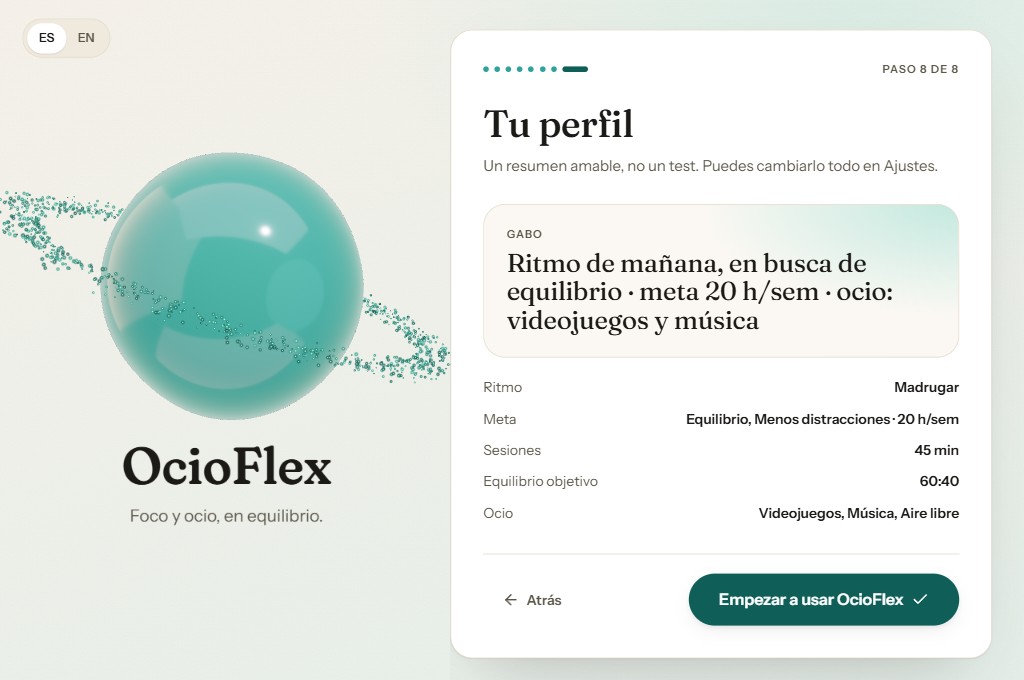 ES EN
OcioFlex
Foco y ocio, en equilibrio.
PASO 8 DE 8
Tu perfil
Un resumen amable, no un test. Puedes cambiarlo todo en Ajustes.
GABO
Ritmo de mañana, en busca de
equilibrio · meta 20 h/sem · ocio:
videojuegos y música
Ritmo Madrugar
Meta Equilibrio, Menos distracciones · 20 h/sem
Sesiones 45 min
Equilibrio objetivo 60:40
Ocio Videojuegos, Música, Aire libre
← Atrás
Empezar a usar OcioFlex ✓